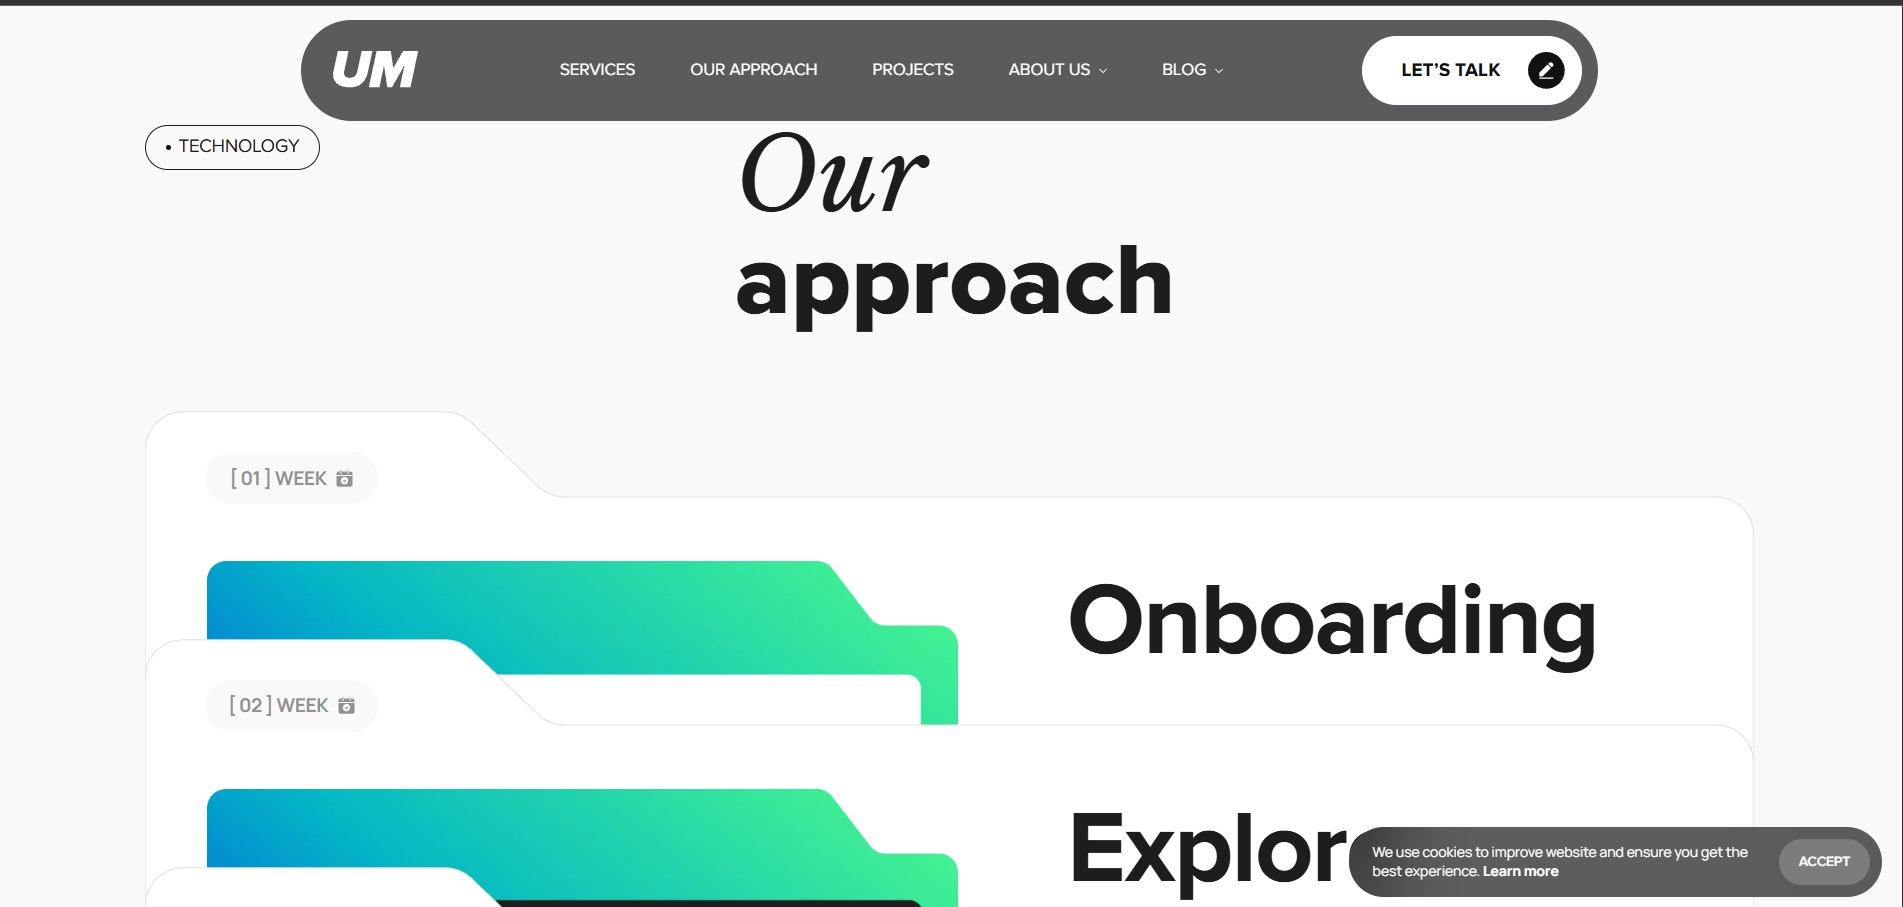 UM
SERVICES
OUR APPROACH
PROJECTS
ABOUT US
BLOG
LET’S TALK
• TECHNOLOGY
Our
approach
[ 01 ] WEEK
Onboarding
[ 02 ] WEEK
We use cookies to improve website and ensure you get the
best experience. Learn more
ACCEPT